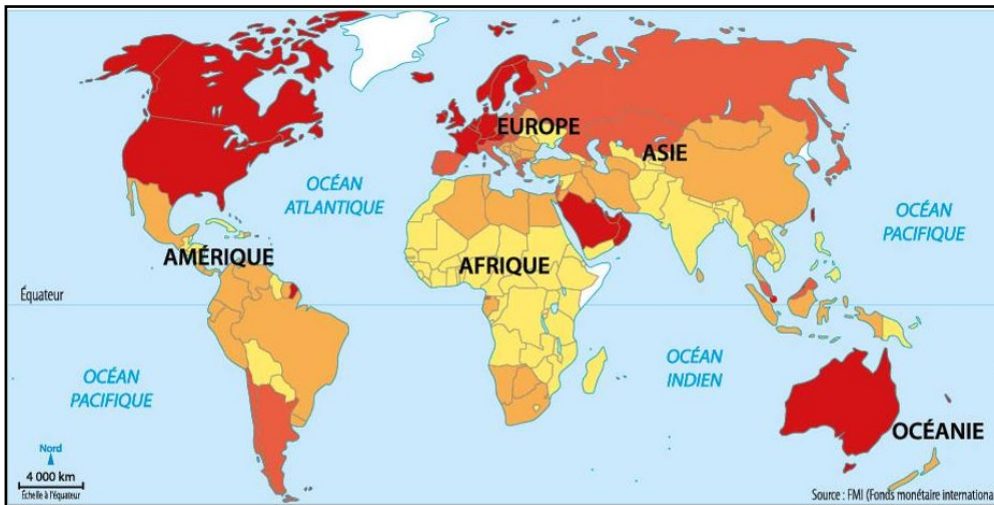 EUROPE
ASIE
OCÉAN
ATLANTIQUE
OCÉAN
PACIFIQUE
AMÉRIQUE
AFRIQUE
Équateur
OCÉAN
INDIEN
OCÉAN
PACIFIQUE
OCÉANIE
Nord
4 000 km
Échelle à l'équateur
Source : FMI (Fonds monétaire internationa